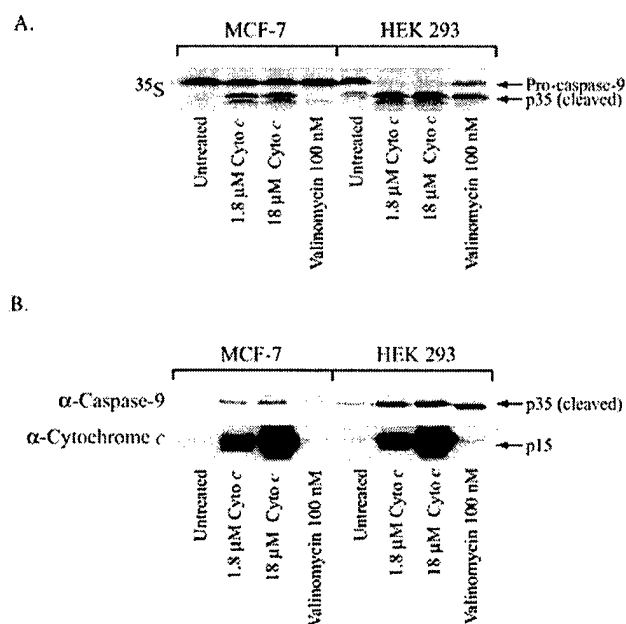 A.
MCF-7 HEK 293
35S
Pro-caspase-9
p35 (cleaved)
Untreated
1.8 μM Cyto c
18 μM Cyto c
Valinomycin 100 nM
Untreated
1.8 μM Cyto c
18 μM Cyto c
Valinomycin 100 nM
B.
MCF-7 HEK 293
α-Caspase-9 p35 (cleaved)
α-Cytochrome c p15
Untreated
1.8 μM Cyto c
18 μM Cyto c
Valinomycin 100 nM
Untreated
1.8 μM Cyto c
18 μM Cyto c
Valinomycin 100 nM